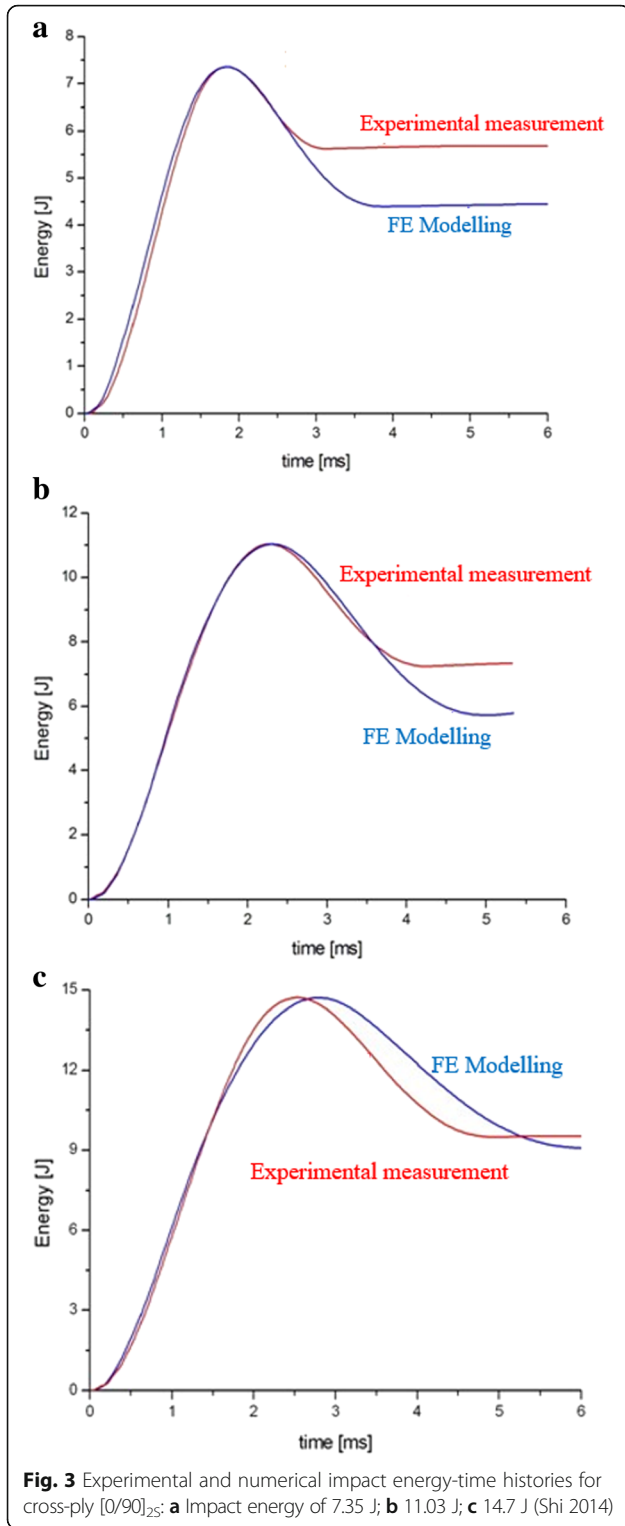 a
8
7
6
5
4
3
2
1
0
Energy [J]
Experimental measurement
FE Modelling
0 1 2 3 4 5 6
time [ms]
b
12
10
8
6
4
2
0
Energy [J]
Experimental measurement
FE Modelling
0 1 2 3 4 5 6
time [ms]
c
15
12
9
6
3
0
Energy [J]
FE Modelling
Experimental measurement
0 1 2 3 4 5 6
time [ms]
Fig. 3 Experimental and numerical impact energy-time histories for
cross-ply [0/90]2S: a Impact energy of 7.35 J; b 11.03 J; c 14.7 J (Shi 2014)